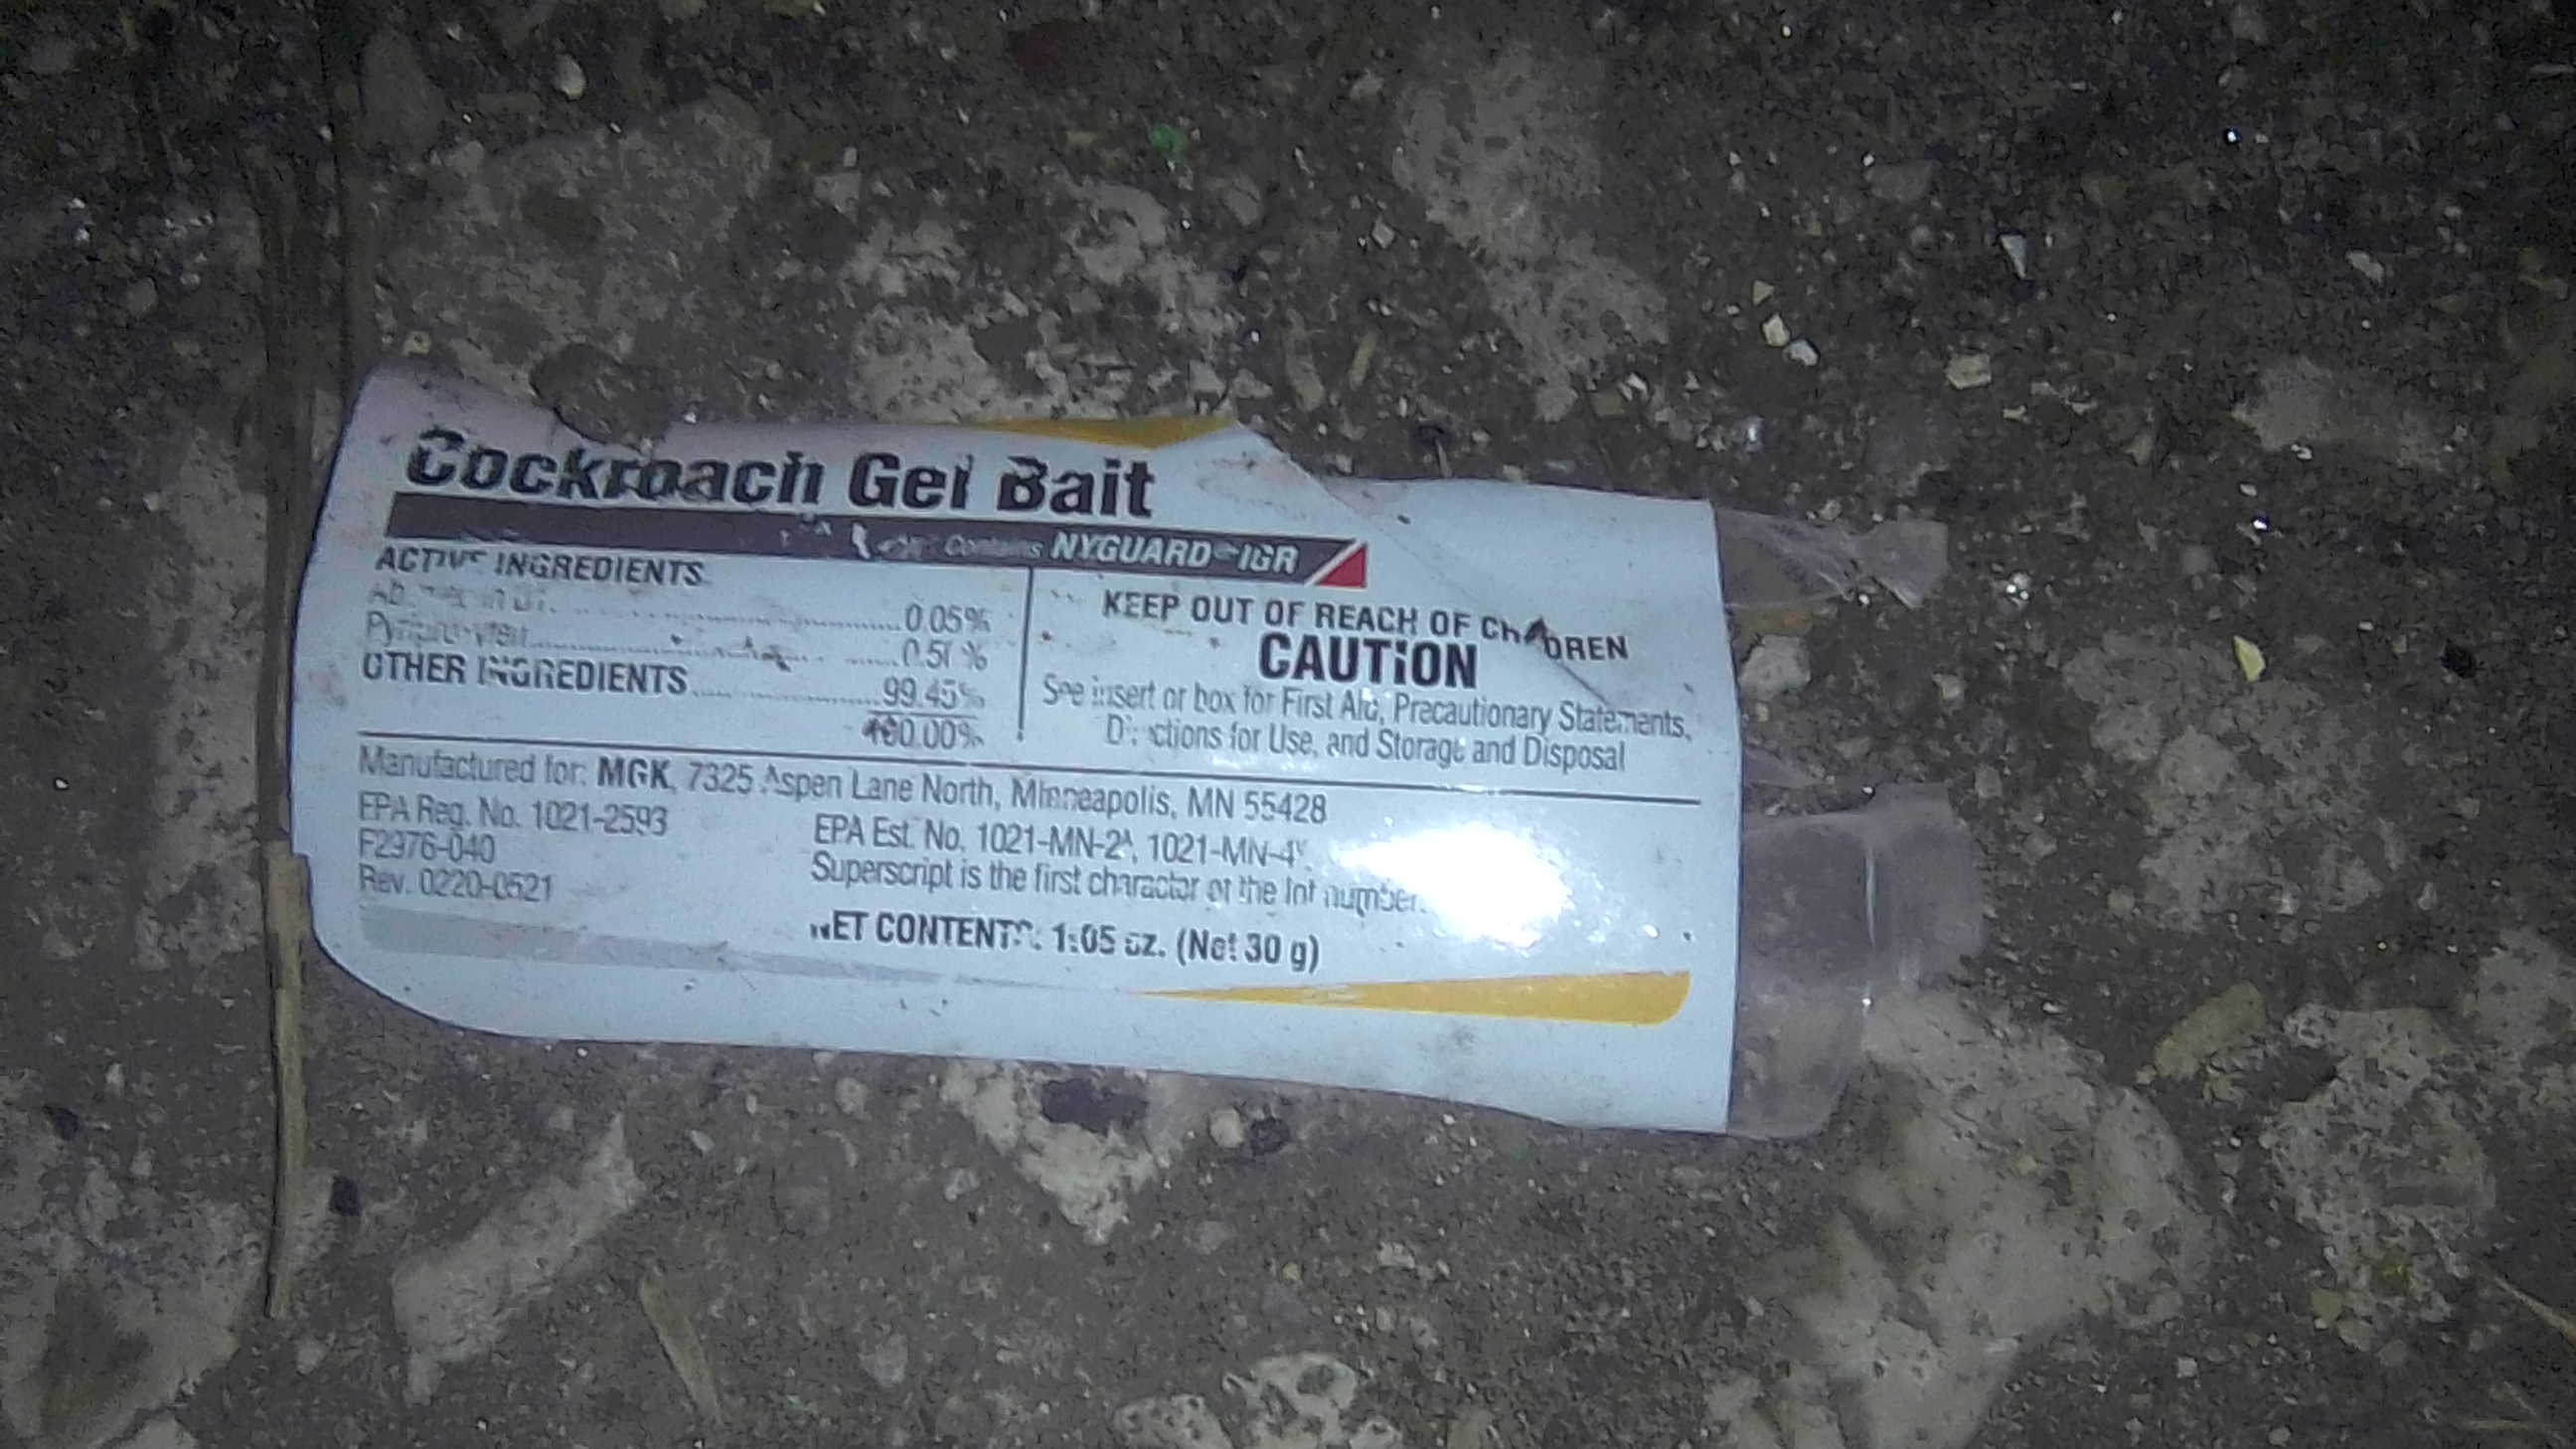 Cockroach Gel Bait
Contains NYGUARD IGR
ACTIVE INGREDIENTS
0.05%
0.50%
OTHER INGREDIENTS 99.45%
100.00%
KEEP OUT OF REACH OF CHILDREN
CAUTION
See insert or box for First Aid, Precautionary Statements,
Directions for Use, and Storage and Disposal
Manufactured for: MGK, 7325 Aspen Lane North, Minneapolis, MN 55428
EPA Reg. No. 1021-2593
F2976-040
Rev. 0220-0521
EPA Est. No. 1021-MN-2ᴬ, 1021-MN-4
Superscript is the first character of the lot number.
NET CONTENTS: 1.05 oz. (Net 30 g)